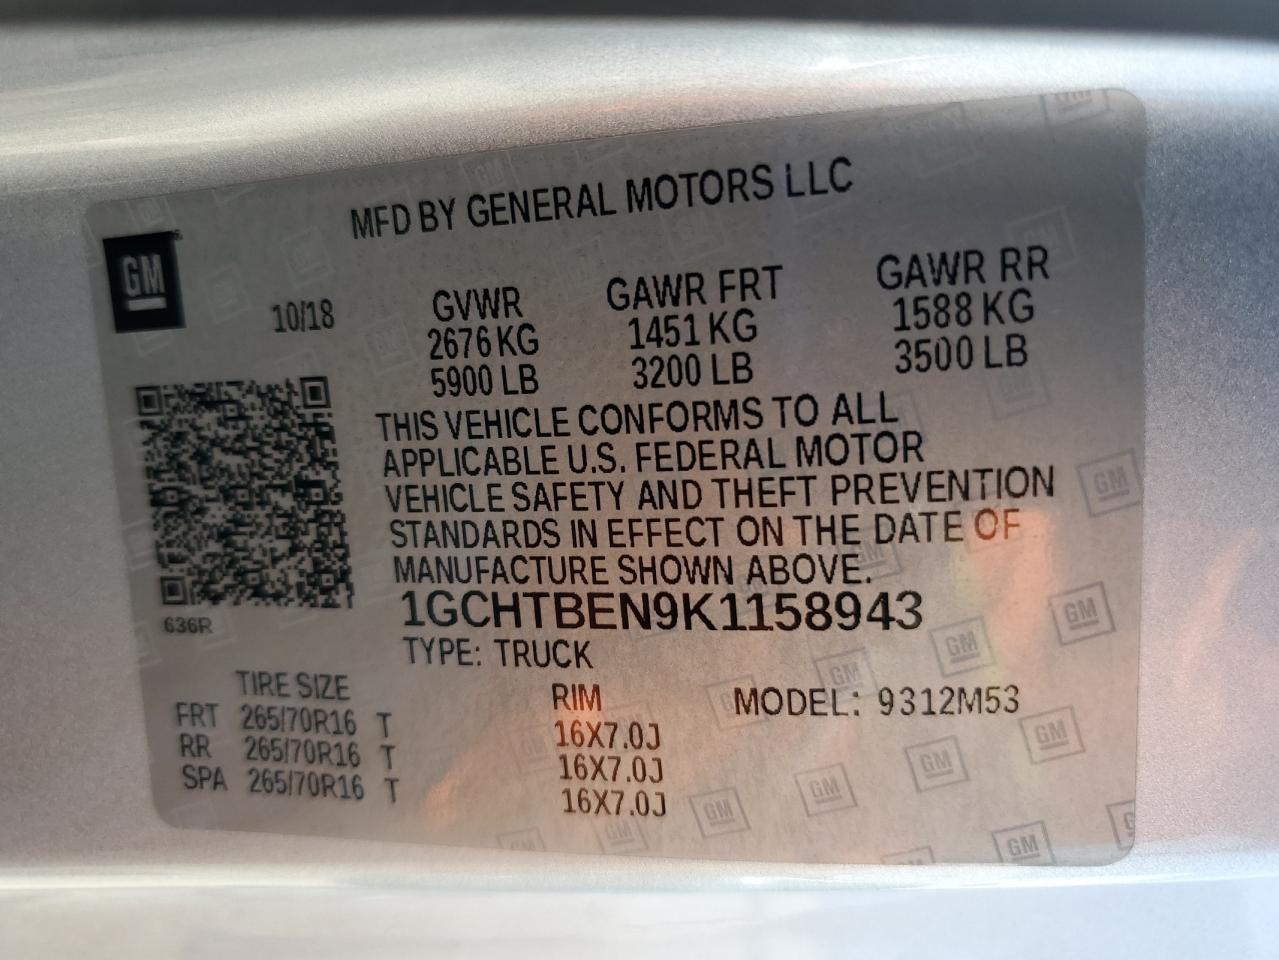 MFD BY GENERAL MOTORS LLC
GM
10/18
GVWR GAWR FRT GAWR RR
2676 KG 1451 KG 1588 KG
5900 LB 3200 LB 3500 LB
THIS VEHICLE CONFORMS TO ALL
APPLICABLE U.S. FEDERAL MOTOR
VEHICLE SAFETY AND THEFT PREVENTION
STANDARDS IN EFFECT ON THE DATE OF
MANUFACTURE SHOWN ABOVE.
1GCHTBEN9K1158943
636R
TYPE: TRUCK
TIRE SIZE RIM MODEL: 9312M53
FRT 265/70R16 T 16X7.0J
RR 265/70R16 T 16X7.0J
SPA 265/70R16 T 16X7.0J